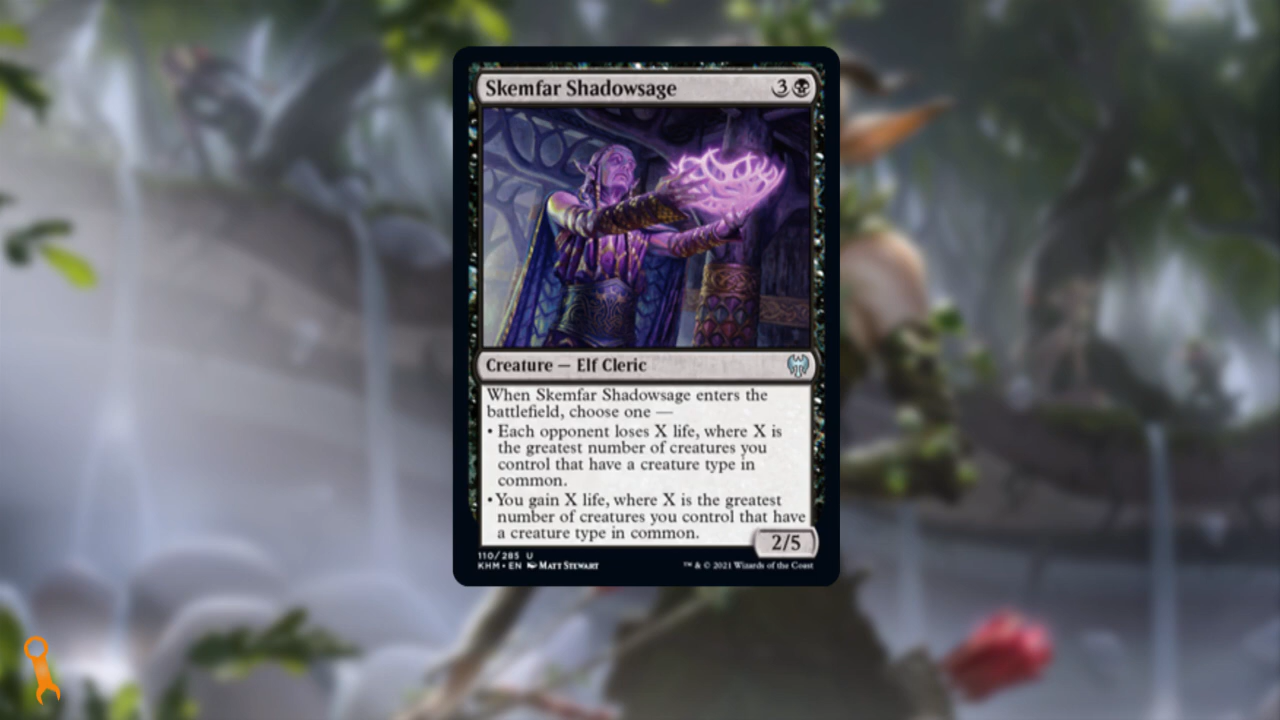 Skemfar Shadowsage 3
Creature — Elf Cleric
When Skemfar Shadowsage enters the
battlefield, choose one —
• Each opponent loses X life, where X is
the greatest number of creatures you
control that have a creature type in
common.
• You gain X life, where X is the greatest
number of creatures you control that have
a creature type in common.
2/5
110/285 U
KHM • EN Matt Stewart
™ & © 2021 Wizards of the Coast